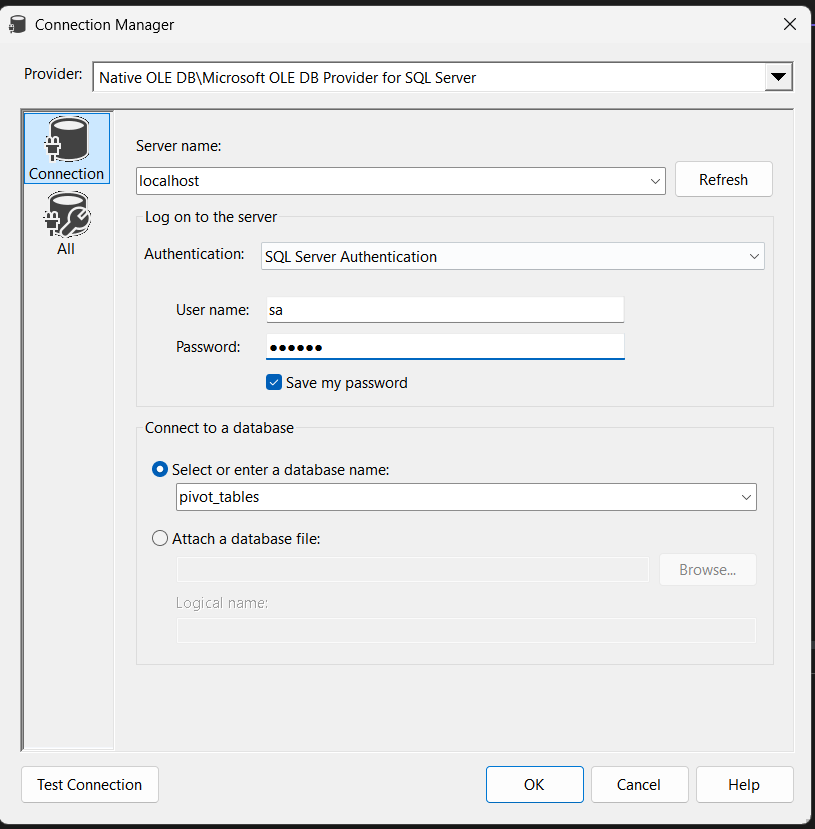 Connection Manager
Provider: Native OLE DB\Microsoft OLE DB Provider for SQL Server
Connection
All
Server name:
localhost Refresh
Log on to the server
Authentication: SQL Server Authentication
User name: sa
Password: ●●●●●●
Save my password
Connect to a database
Select or enter a database name:
pivot_tables
Attach a database file:
Browse...
Logical name:
Test Connection OK Cancel Help